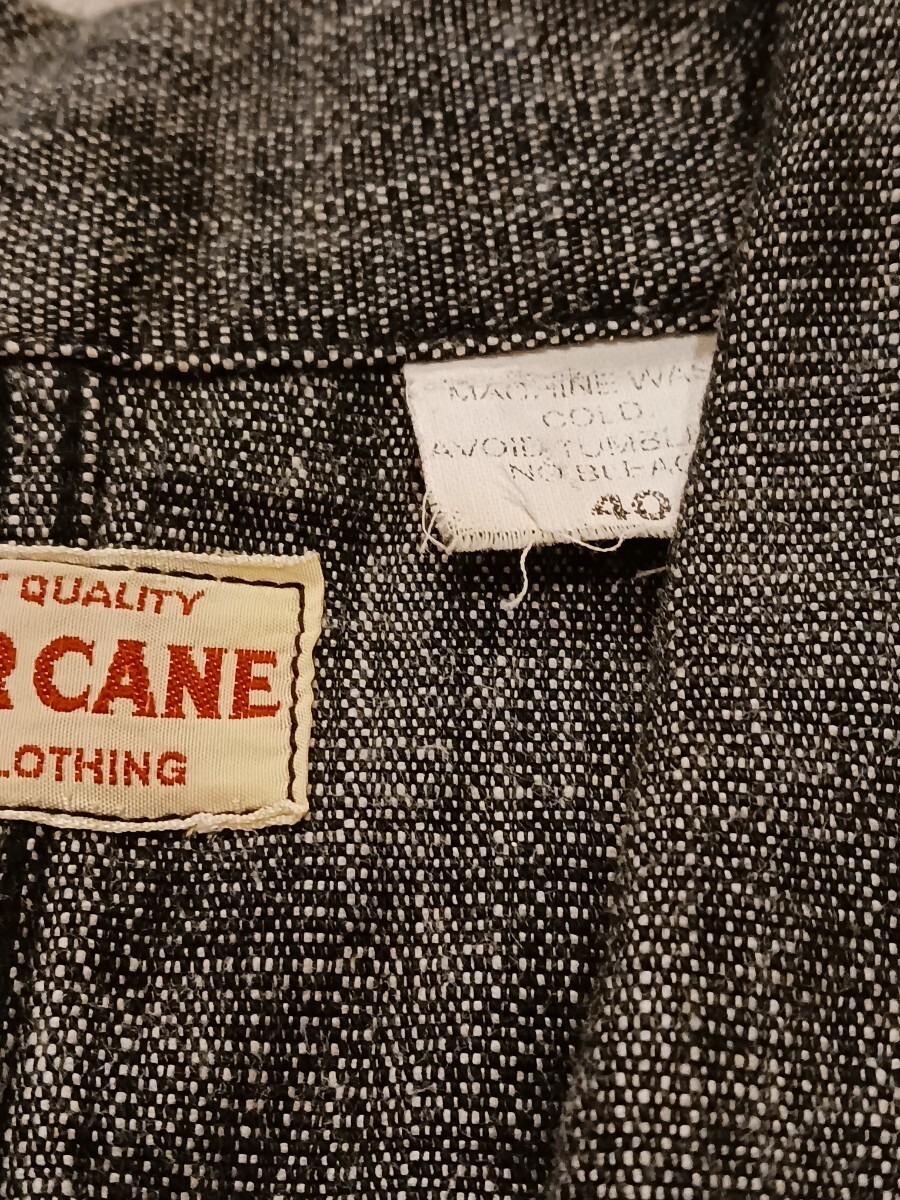 MACHINE WAS
COLD
AVOID TUMBL
NO BLEAC
40
T QUALITY
R CANE
LOTHING